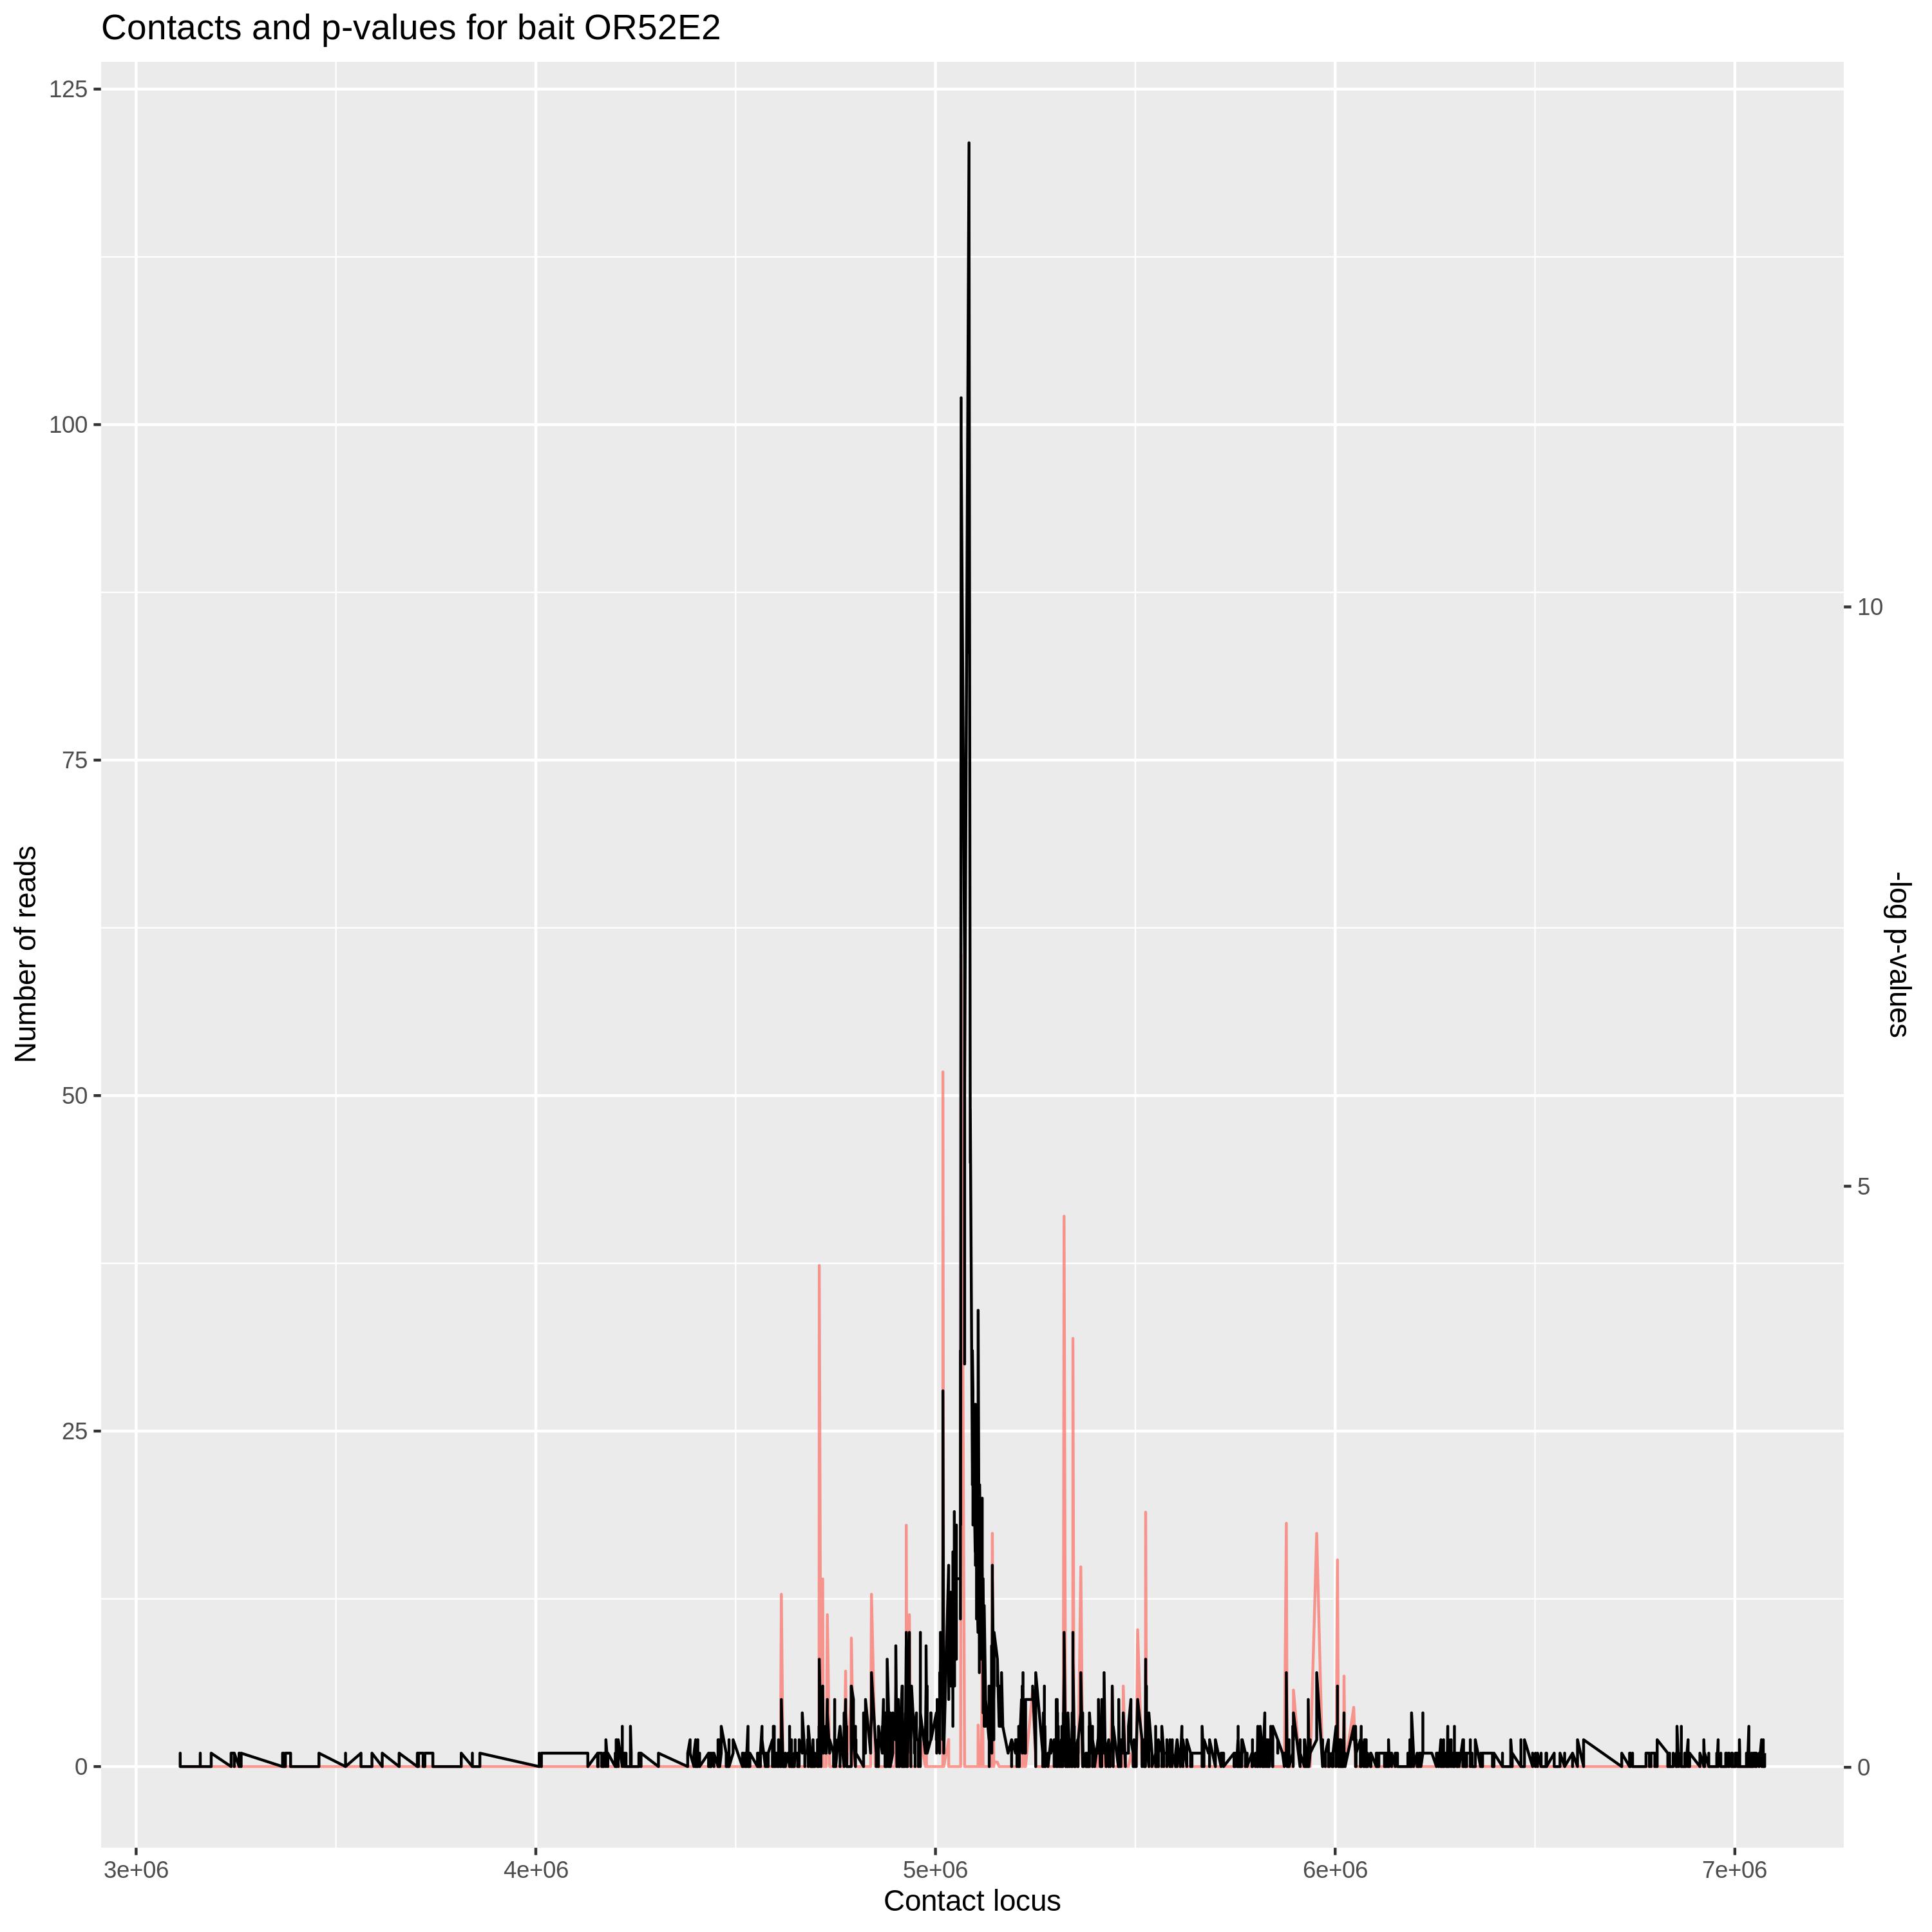 Contacts and p-values for bait OR52E2
125
100
75
50
25
0
Number of reads
10
5
0
-log p-values
3e+06
4e+06
5e+06
6e+06
7e+06
Contact locus